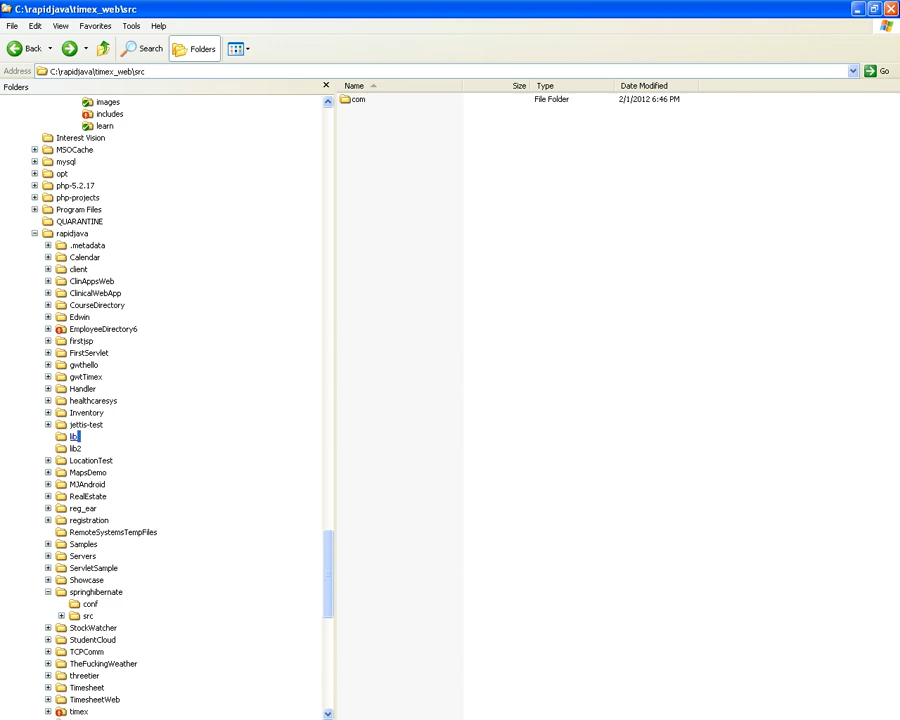 C:\rapidjava\timex_web\src
File Edit View Favorites Tools Help
Back Search Folders
Address C:\rapidjava\timex_web\src Go
Folders
Name Size Type Date Modified
com File Folder 2/1/2012 6:46 PM
images
includes
learn
Interest Vision
MSOCache
mysql
opt
php-5.2.17
php-projects
Program Files
QUARANTINE
rapidjava
.metadata
Calendar
client
ClinAppsWeb
ClinicalWebApp
CourseDirectory
Edwin
EmployeeDirectory6
firstjsp
FirstServlet
gwthello
gwtTimex
Handler
healthcaresys
Inventory
jettis-test
lib
lib2
LocationTest
MapsDemo
MJAndroid
RealEstate
reg_ear
registration
RemoteSystemsTempFiles
Samples
Servers
ServletSample
Showcase
springhibernate
conf
src
StockWatcher
StudentCloud
TCPComm
TheFuckingWeather
threetier
Timesheet
TimesheetWeb
timex